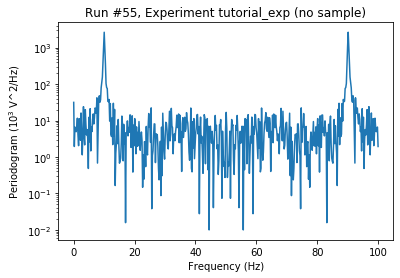 Run #55, Experiment tutorial_exp (no sample)
Periodogram (10³ V^2/Hz)
10³
10²
10¹
10⁰
10⁻¹
10⁻²
0 20 40 60 80 100
Frequency (Hz)